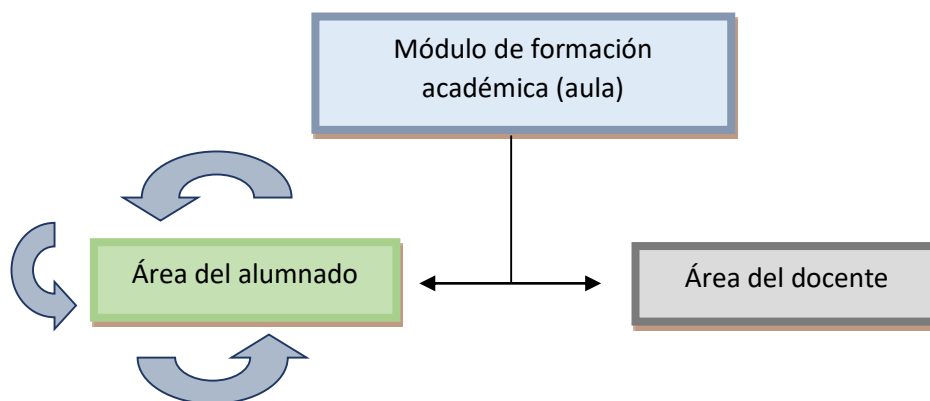 Módulo de formación
académica (aula)
Área del alumnado
Área del docente